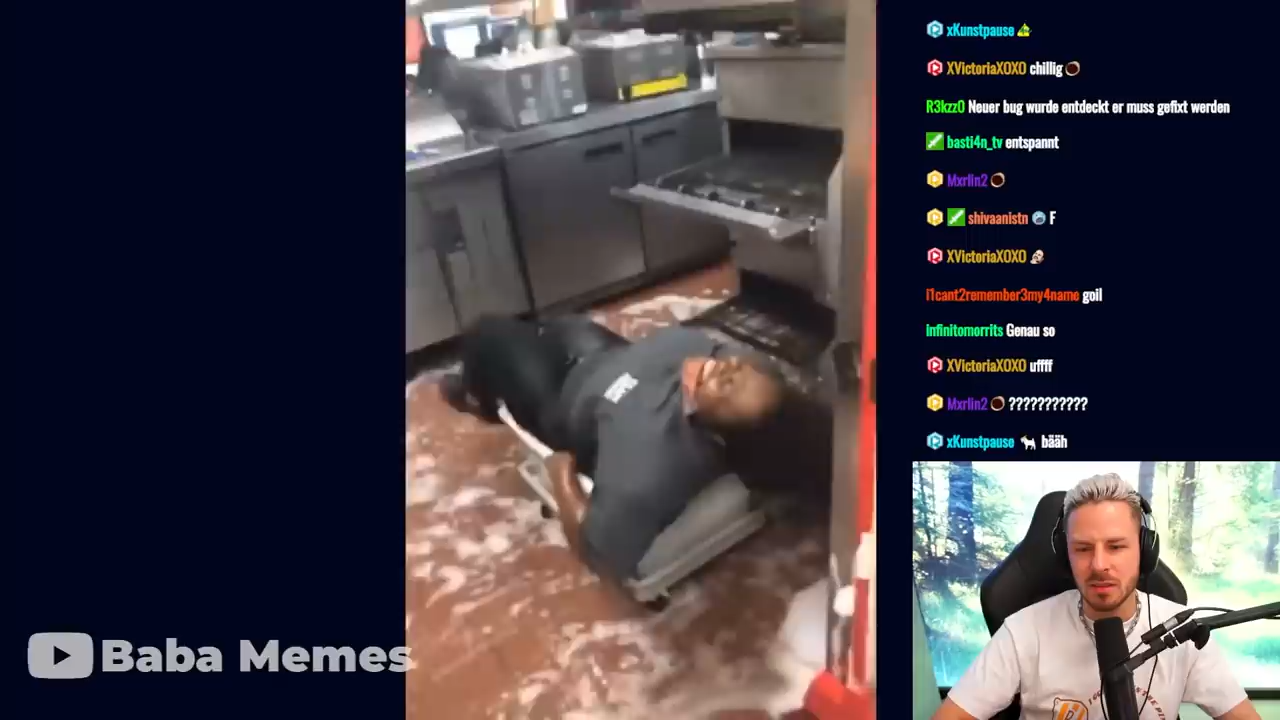 xKunstpause
XVictoriaXOXO chillig
R3kzz0 Neuer bug wurde entdeckt er muss gefixt werden
basti4n_tv entspannt
Mxrlin2
shivaanistn F
XVictoriaXOXO
i1cant2remember3my4name goil
infinitomorrits Genau so
XVictoriaXOXO uffff
Mxrlin2 ???????????
xKunstpause bääh
Baba Memes